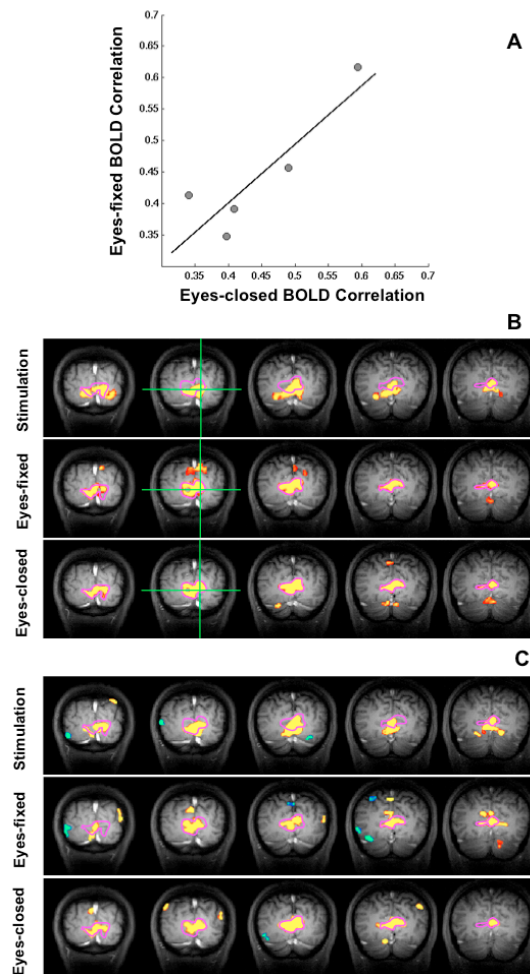 A
Eyes-fixed BOLD Correlation
0.7
0.65
0.6
0.55
0.5
0.45
0.4
0.35
0.35
0.4
0.45
0.5
0.55
0.6
0.65
0.7
Eyes-closed BOLD Correlation
B
Stimulation
Eyes-fixed
Eyes-closed
C
Stimulation
Eyes-fixed
Eyes-closed